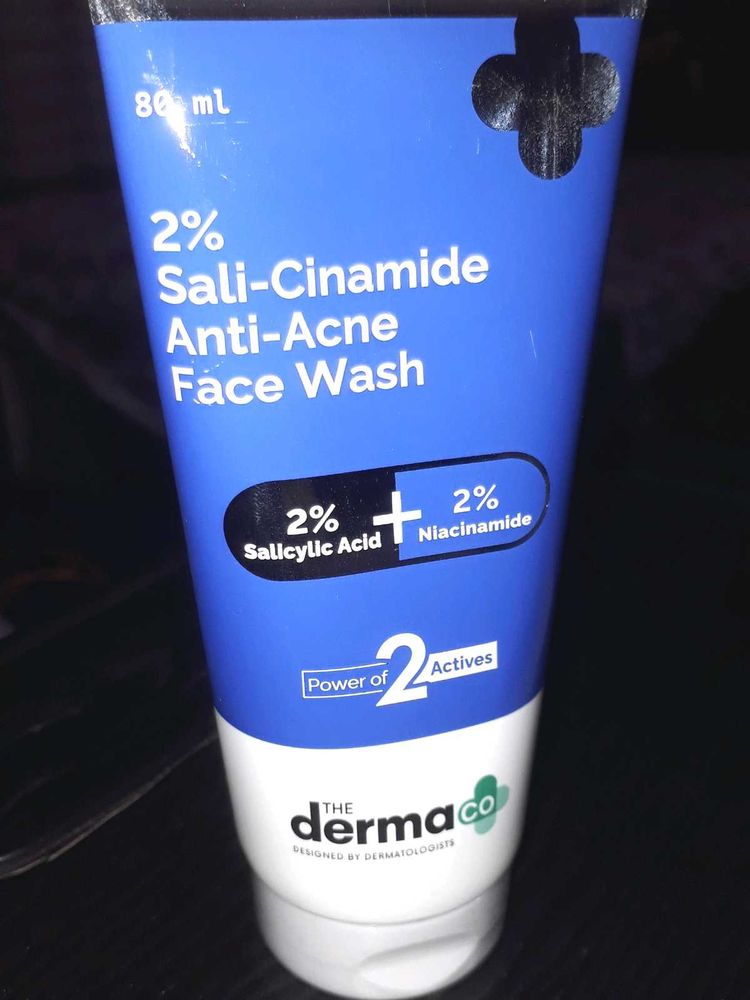 80 ml
2%
Sali-Cinamide
Anti-Acne
Face Wash
2%
Salicylic Acid
+
2%
Niacinamide
Power of 2 Actives
THE
derma co
DESIGNED BY DERMATOLOGISTS